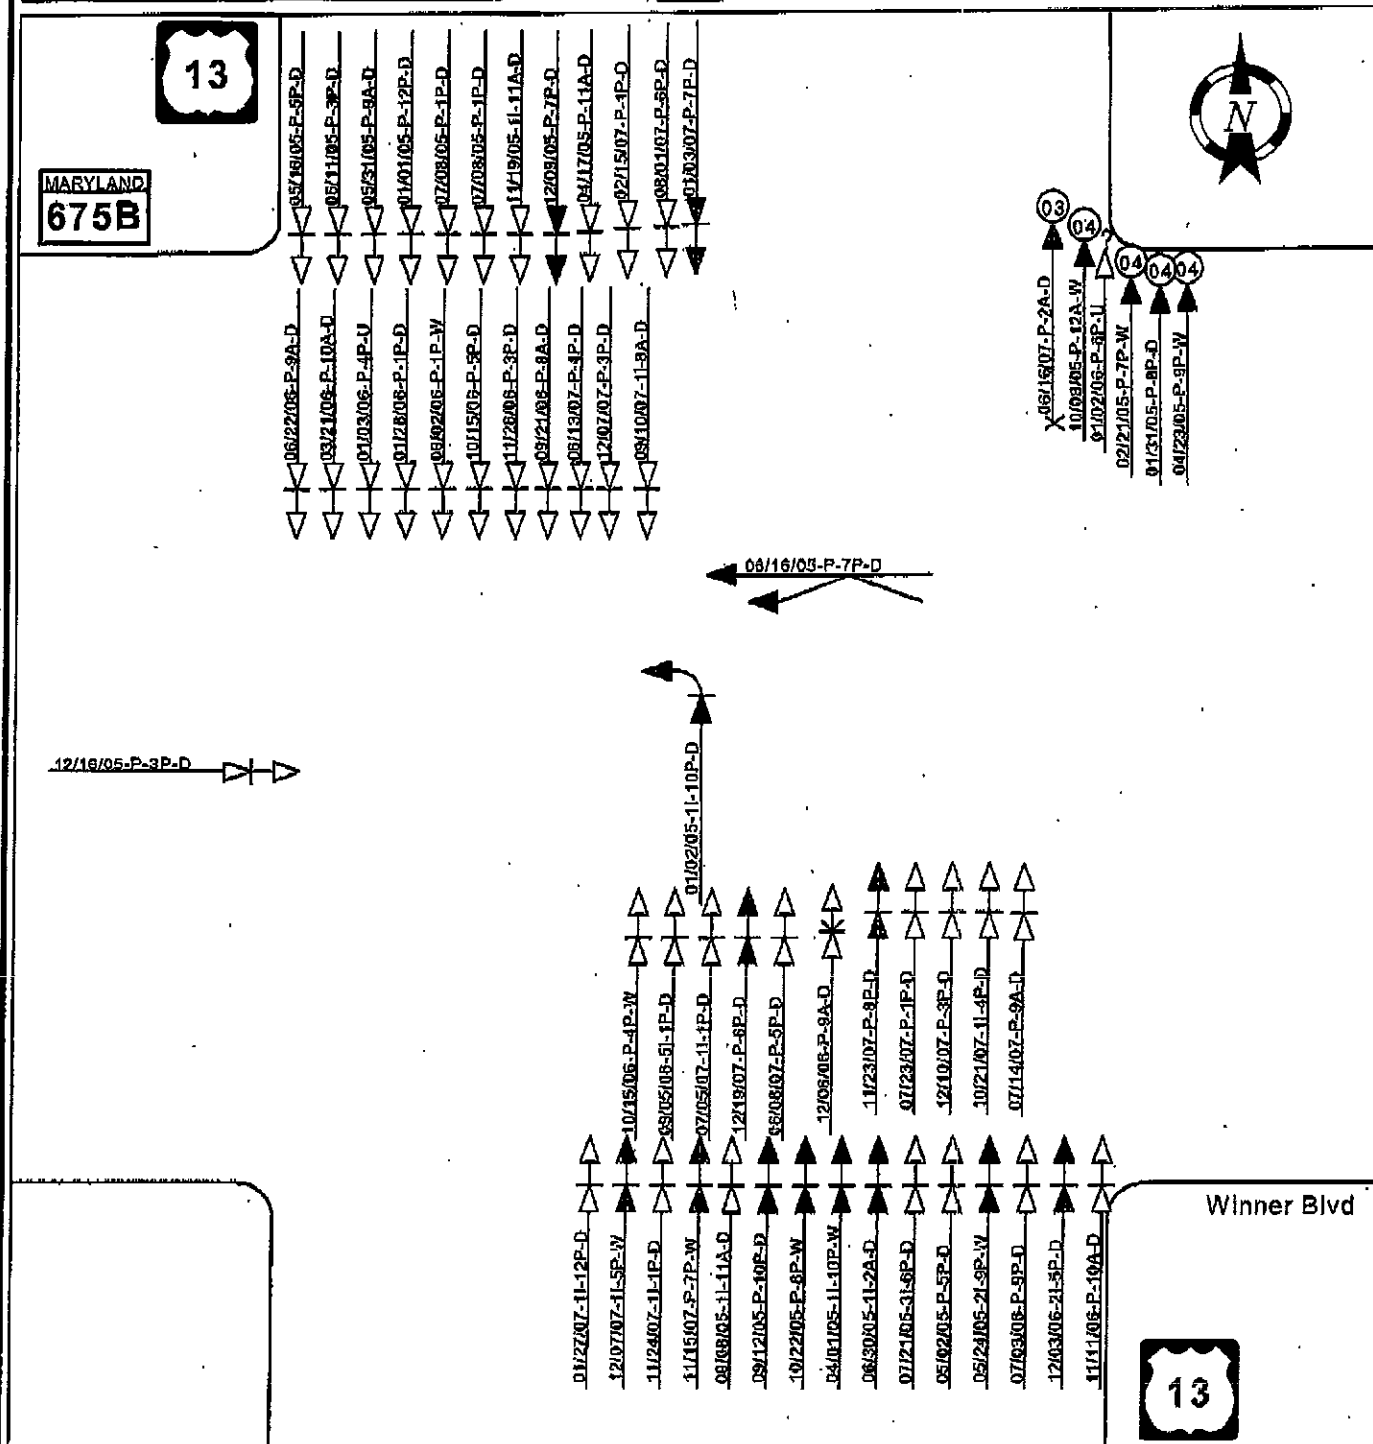 13
MARYLAND
675B
05/16/05-P-5P-D
05/11/05-P-3P-D
05/31/05-P-9A-D
01/01/05-P-12P-D
07/08/05-P-1P-D
07/08/05-P-1P-D
11/19/05-1I-11A-D
12/09/05-P-7P-D
04/17/05-P-11A-D
02/15/07-P-1P-D
08/01/07-P-6P-D
01/03/07-P-7P-D
N
03
04
04
04
04
06/16/07-P-2A-D
10/09/05-P-12A-W
01/02/06-P-6P-U
02/21/05-P-7P-W
01/31/05-P-8P-D
04/23/05-P-9P-W
06/22/06-P-9A-D
03/21/06-P-10A-D
01/03/06-P-4P-U
01/28/06-P-1P-D
09/02/06-P-1P-W
10/15/06-P-5P-D
11/28/06-P-3P-D
09/21/06-P-8A-D
06/13/07-P-4P-D
12/07/07-P-3P-D
09/10/07-1I-8A-D
06/16/05-P-7P-D
12/16/05-P-3P-D
01/02/05-1I-10P-D
10/15/06-P-4P-W
09/05/06-5I-1P-D
07/05/07-1I-1P-D
12/19/07-P-6P-D
06/08/07-P-5P-D
12/06/06-P-9A-D
11/23/07-P-8P-D
07/23/07-P-1P-D
12/10/07-P-3P-D
10/21/07-1I-4P-D
07/14/07-P-9A-D
01/27/07-1I-12P-D
12/07/07-1I-5P-W
11/24/07-1I-1P-D
11/15/07-P-7P-W
08/08/05-1I-11A-D
09/12/05-P-10P-D
10/22/05-P-8P-W
04/01/05-1I-10P-W
06/30/05-1I-2A-D
07/21/05-3I-6P-D
05/02/05-P-5P-D
05/24/05-2I-9P-W
07/03/06-P-9P-D
12/03/06-2I-5P-D
11/11/06-P-10A-D
Winner Blvd
13